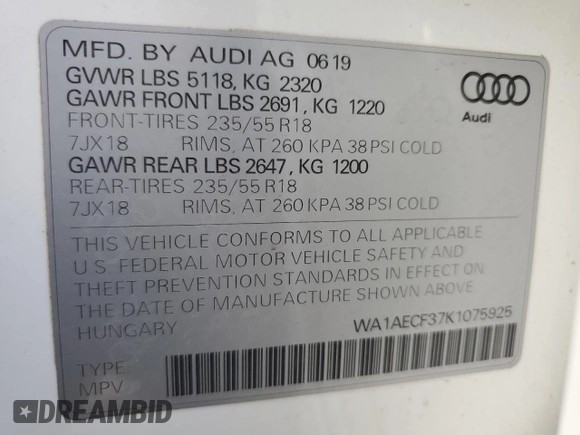 MFD. BY AUDI AG 0619
GVWR LBS 5118, KG 2320
GAWR FRONT LBS 2691, KG 1220
FRONT-TIRES 235/55 R18
7JX18 RIMS, AT 260 KPA 38 PSI COLD
GAWR REAR LBS 2647, KG 1200
REAR-TIRES 235/55 R18
7JX18 RIMS, AT 260 KPA 38 PSI COLD
Audi
THIS VEHICLE CONFORMS TO ALL APPLICABLE
U.S. FEDERAL MOTOR VEHICLE SAFETY AND
THEFT PREVENTION STANDARDS IN EFFECT ON
THE DATE OF MANUFACTURE SHOWN ABOVE.
HUNGARY WA1AECF37K1075925
TYPE:
MPV
DREAMBID